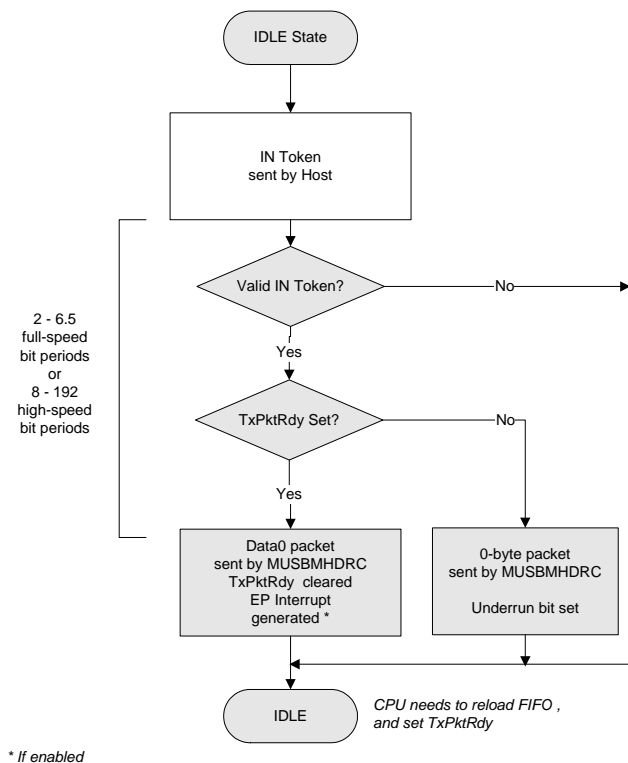 IDLE State
IN Token
sent by Host
Valid IN Token?
No
2 - 6.5
full-speed
bit periods
or
8 - 192
high-speed
bit periods
Yes
TxPktRdy Set?
No
Yes
Data0 packet
sent by MUSBMHDRC
TxPktRdy cleared
EP Interrupt
generated *
0-byte packet
sent by MUSBMHDRC
Underrun bit set
IDLE
CPU needs to reload FIFO ,
and set TxPktRdy
* If enabled